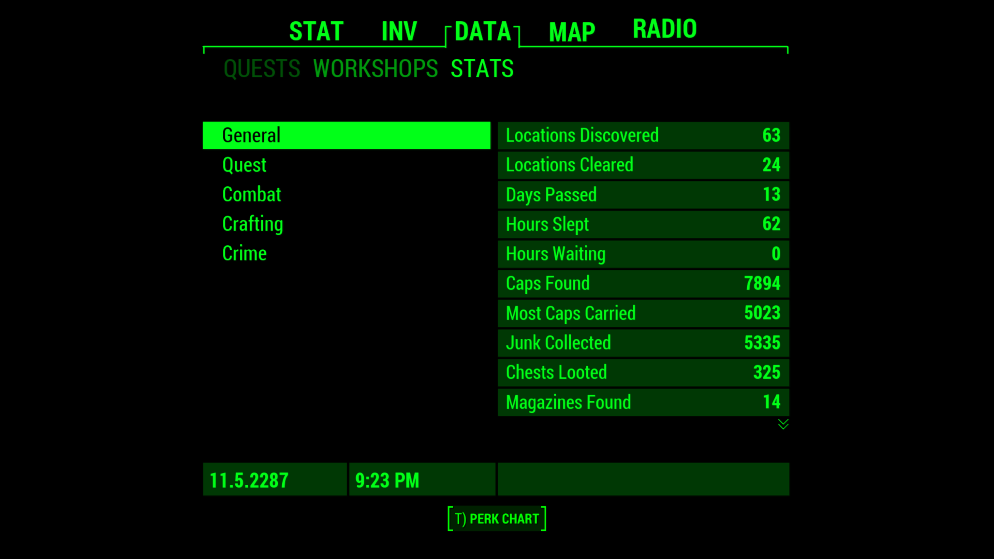 STAT INV DATA MAP RADIO
QUESTS WORKSHOPS STATS
General
Quest
Combat
Crafting
Crime
Locations Discovered 63
Locations Cleared 24
Days Passed 13
Hours Slept 62
Hours Waiting 0
Caps Found 7894
Most Caps Carried 5023
Junk Collected 5335
Chests Looted 325
Magazines Found 14
11.5.2287 9:23 PM
T) PERK CHART